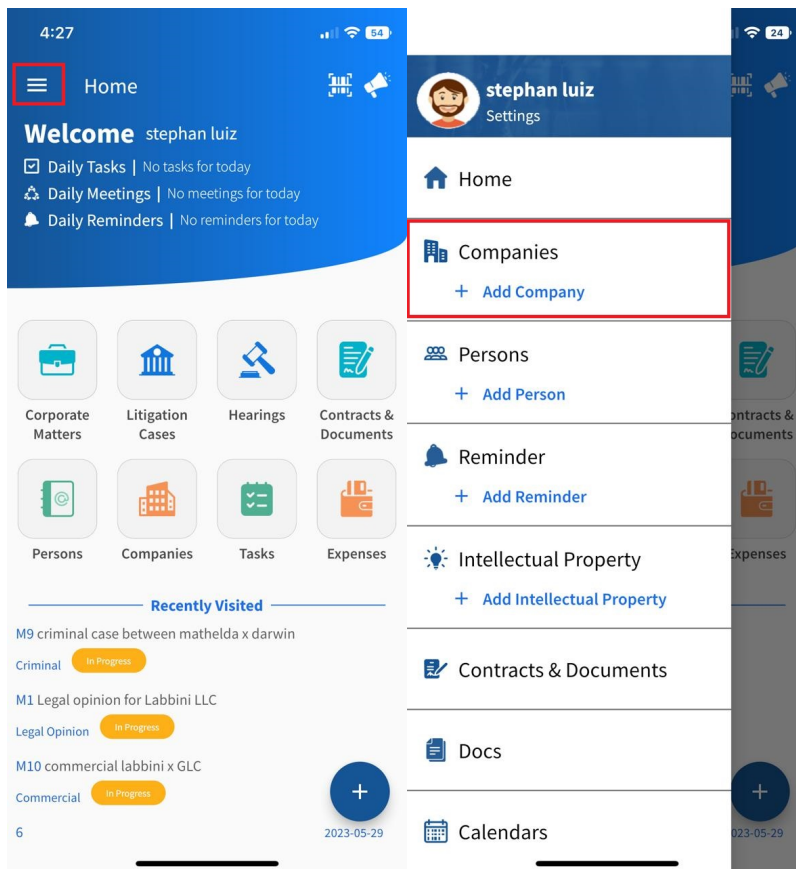 4:27
54
Home
Welcome stephan luiz
Daily Tasks | No tasks for today
Daily Meetings | No meetings for today
Daily Reminders | No reminders for today
Corporate Matters
Litigation Cases
Hearings
Contracts & Documents
Persons
Companies
Tasks
Expenses
Recently Visited
M9 criminal case between mathelda x darwin
Criminal In Progress
M1 Legal opinion for Labbini LLC
Legal Opinion In Progress
M10 commercial labbini x GLC
Commercial In Progress
+
6
2023-05-29
24
stephan luiz
Settings
Home
Companies
+ Add Company
Persons
+ Add Person
Reminder
+ Add Reminder
Intellectual Property
+ Add Intellectual Property
Contracts & Documents
Docs
Calendars
ontracts &
ocuments
Expenses
+
023-05-29